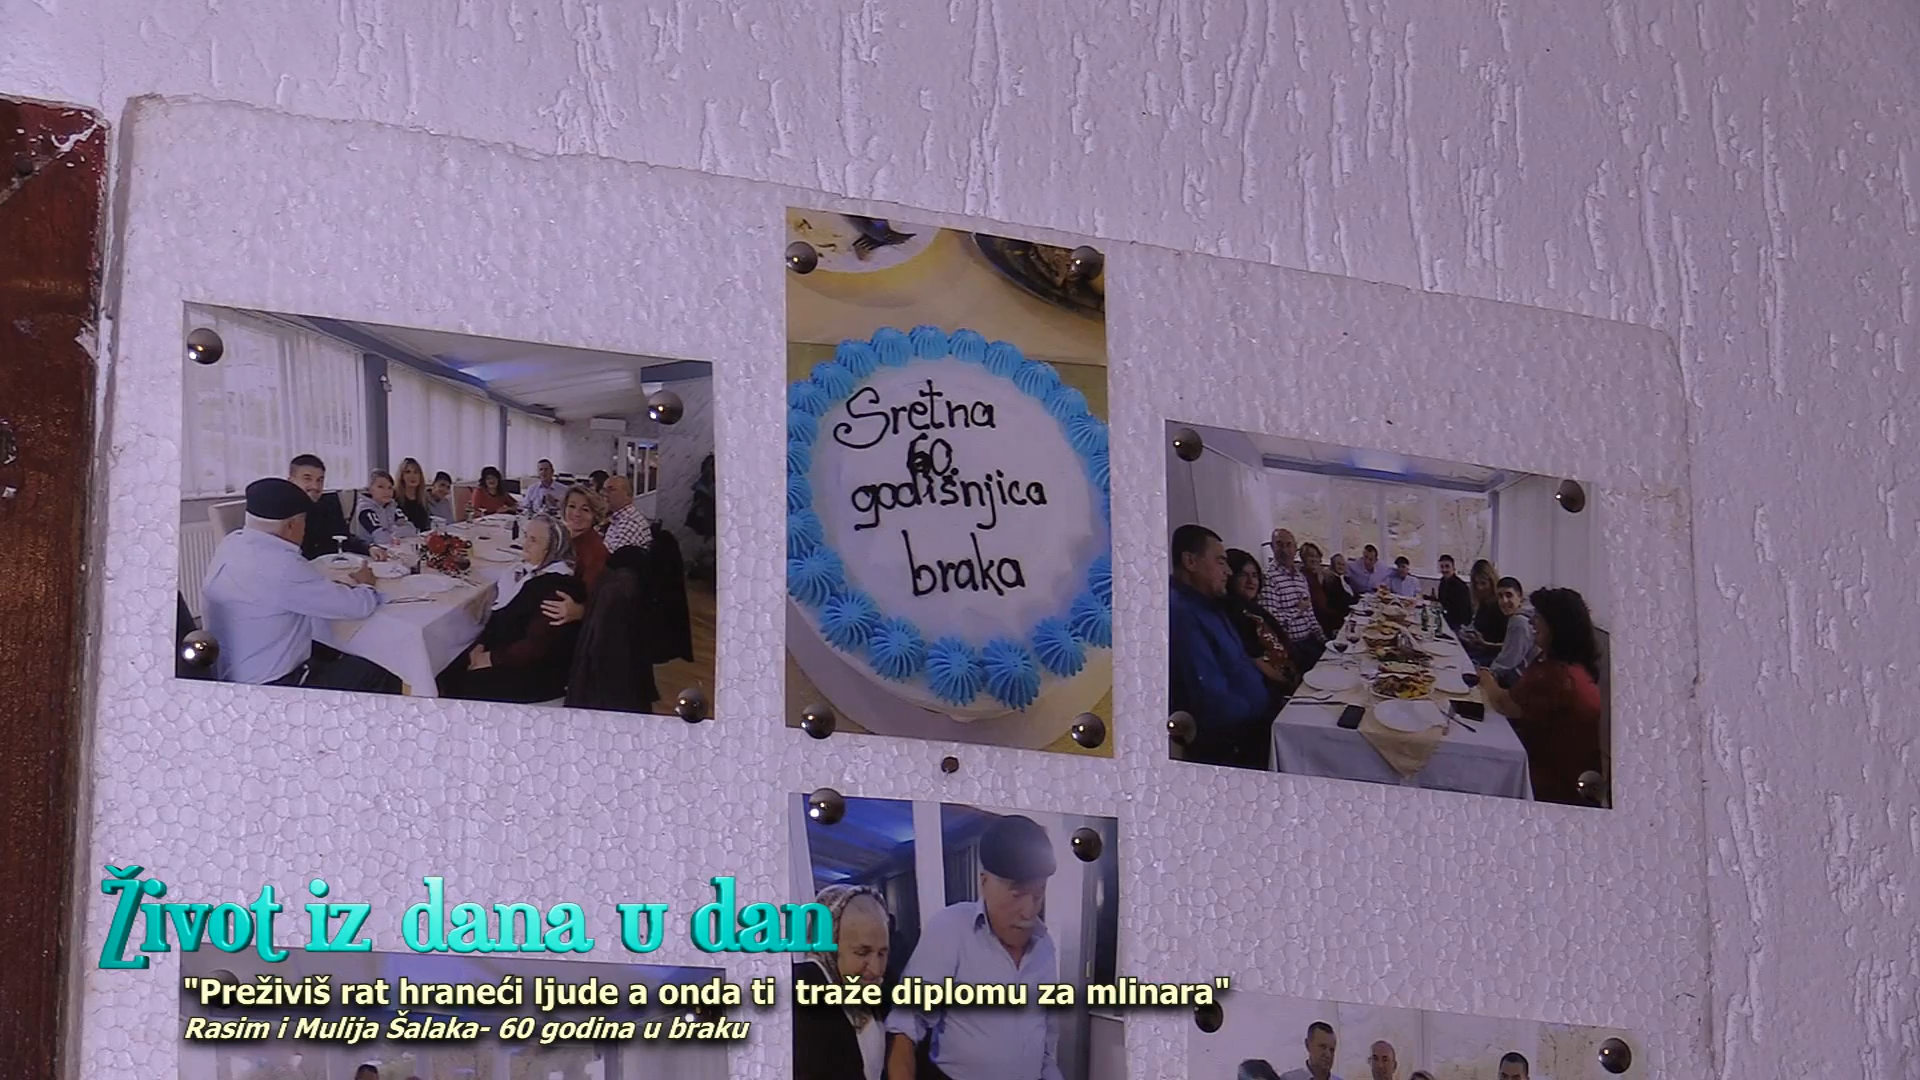 Sretna
60
godišnjica
braka
Život iz dana u dan
"Preživiš rat hraneći ljude a onda ti  traže diplomu za mlinara"
Rasim i Mulija Šalaka- 60 godina u braku